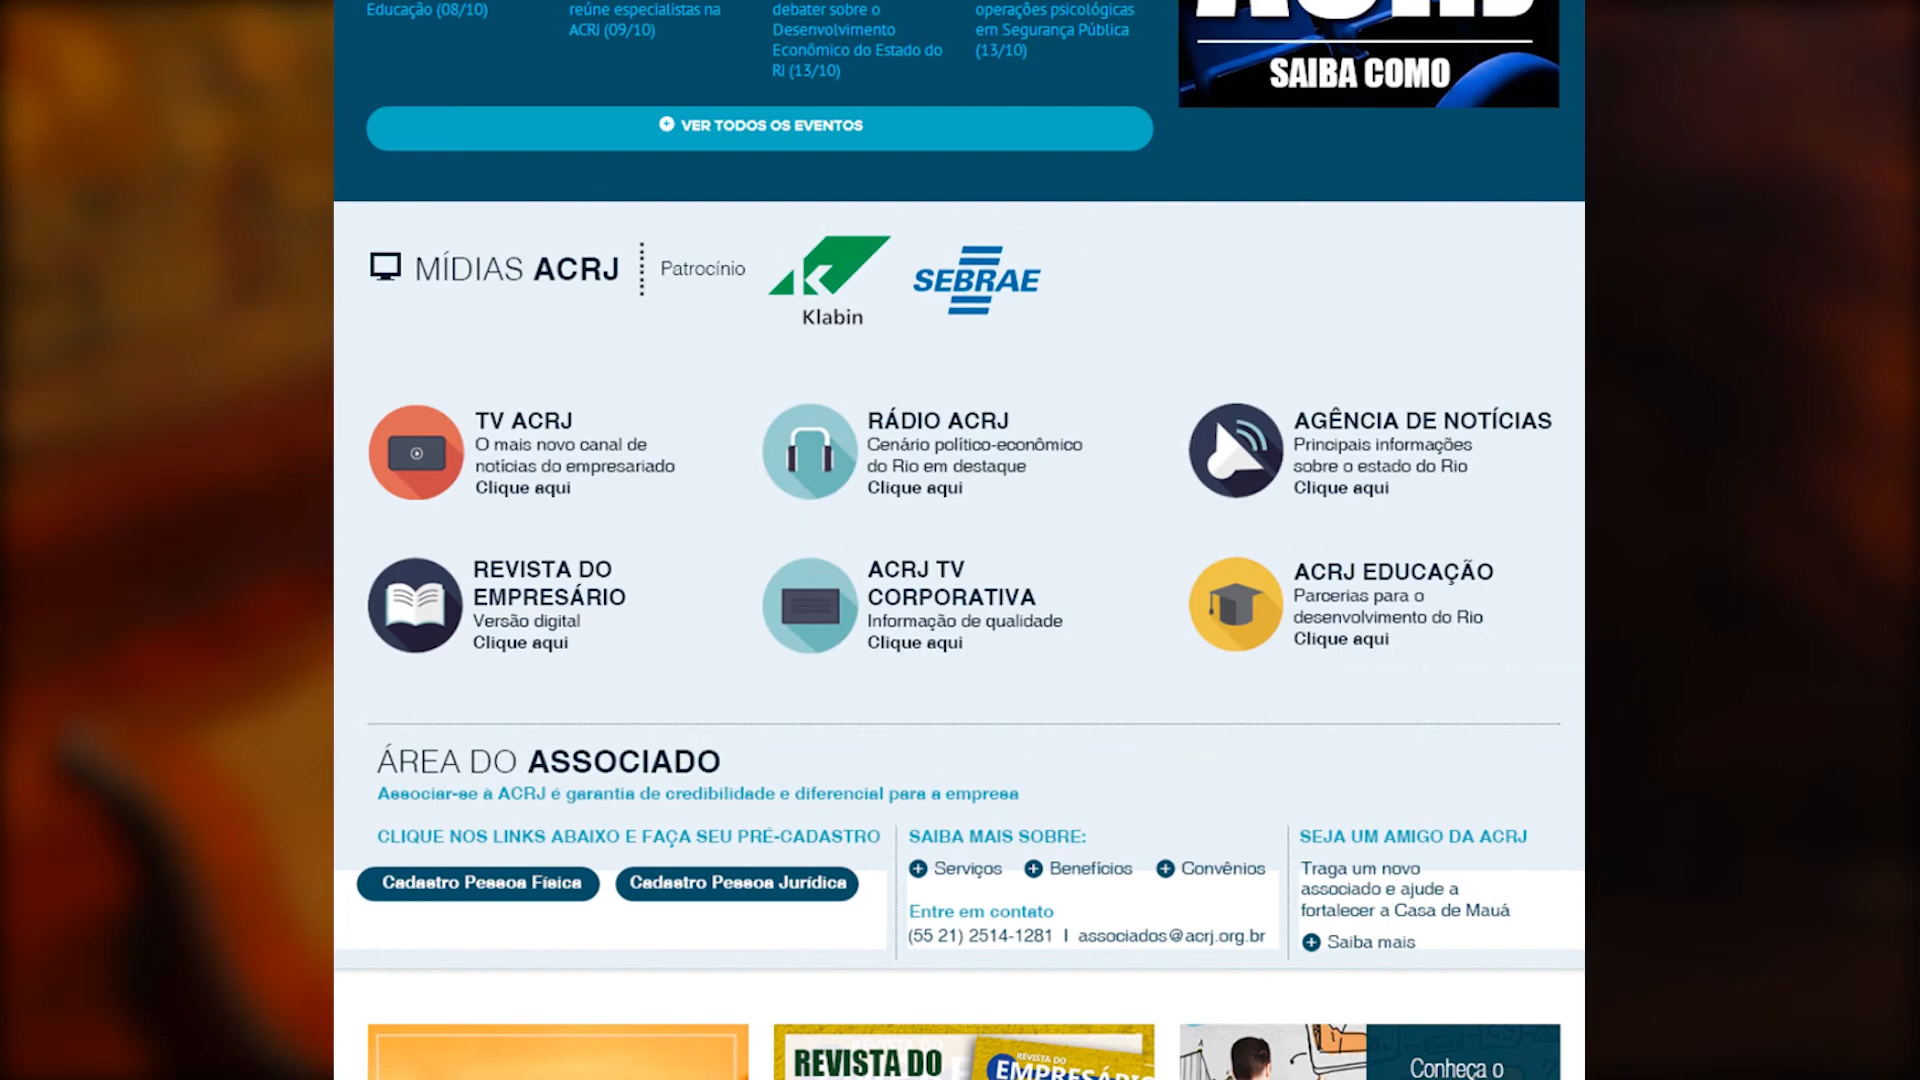 Educação (08/10)
reúne especialistas na
ACRJ (09/10)
debater sobre o
Desenvolvimento
Econômico do Estado do
RJ (13/10)
operações psicológicas
em Segurança Pública
(13/10)
ACRJ
SAIBA COMO
VER TODOS OS EVENTOS
MÍDIAS ACRJ
Patrocínio
Klabin
SEBRAE
TV ACRJ
O mais novo canal de
notícias do empresariado
Clique aqui
RÁDIO ACRJ
Cenário político-econômico
do Rio em destaque
Clique aqui
AGÊNCIA DE NOTÍCIAS
Principais informações
sobre o estado do Rio
Clique aqui
REVISTA DO
EMPRESÁRIO
Versão digital
Clique aqui
ACRJ TV
CORPORATIVA
Informação de qualidade
Clique aqui
ACRJ EDUCAÇÃO
Parcerias para o
desenvolvimento do Rio
Clique aqui
ÁREA DO ASSOCIADO
Associar-se à ACRJ é garantia de credibilidade e diferencial para a empresa
CLIQUE NOS LINKS ABAIXO E FAÇA SEU PRÉ-CADASTRO
Cadastro Pessoa Física
Cadastro Pessoa Jurídica
SAIBA MAIS SOBRE:
Serviços
Benefícios
Convênios
Entre em contato
(55 21) 2514-1281 I associados@acrj.org.br
SEJA UM AMIGO DA ACRJ
Traga um novo
associado e ajude a
fortalecer a Casa de Mauá
Saiba mais
REVISTA DO
REVISTA DO
EMPRESÁRIO
Conheça o